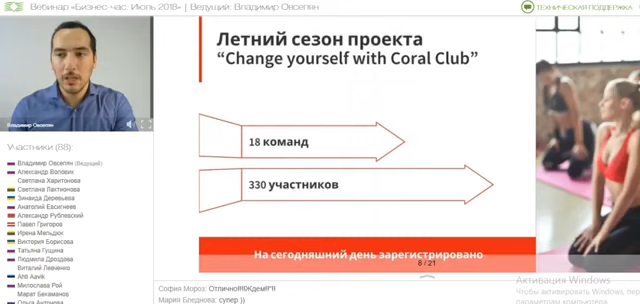 Вебинар «Бизнес-час. Июль 2018» | Ведущий: Владимир Овсепян
ТЕХНИЧЕСКАЯ ПОДДЕРЖКА
Владимир Овсепян
Участники (88):
Владимир Овсепян (Ведущий)
Александр Волович
Светлана Харитонова
Светлана Лактионова
Зинаида Деревьева
Анатолий Евсигнеев
Александр Рублевский
Павел Григоров
Ирена Мальдюк
Виктория Борисова
Татьяна Гущина
Людмила Дроздова
Виталий Левченко
Ahti Aavik
Милослава Рой
Марат Бекаманов
Летний сезон проекта
“Change yourself with Coral Club”
18 команд
330 участников
На сегодняшний день зарегистрировано
8 / 21
София Мороз: Отлично!!!!)Ждем!!"!!
Мария Бледнова: супер ))
Активация Windows
Чтобы активировать Windows, пер
параметрам компьютера.